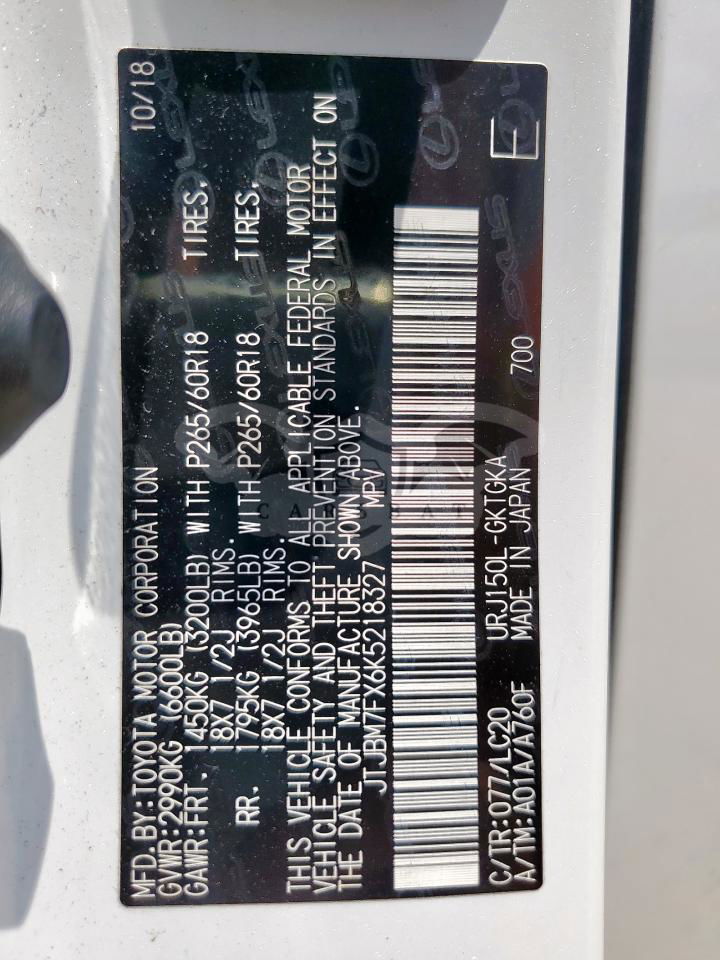 MFD.BY:TOYOTA MOTOR CORPORATION 10/18
GVWR:2990KG (6600LB)
GAWR:FRT. 1450KG (3200LB) WITH P265/60R18 TIRES.
18X7 1/2J RIMS.
RR. 1795KG (3965LB) WITH P265/60R18 TIRES.
18X7 1/2J RIMS.
THIS VEHICLE CONFORMS TO ALL APPLICABLE FEDERAL MOTOR
VEHICLE SAFETY AND THEFT PREVENTION STANDARDS IN EFFECT ON
THE DATE OF MANUFACTURE SHOWN ABOVE.
JTJBM7FX6K5218327 MPV
C/TR:077/LC20 URJ150L-GKTGKA
A/TM:A01A/A760F MADE IN JAPAN 700
LEXUS